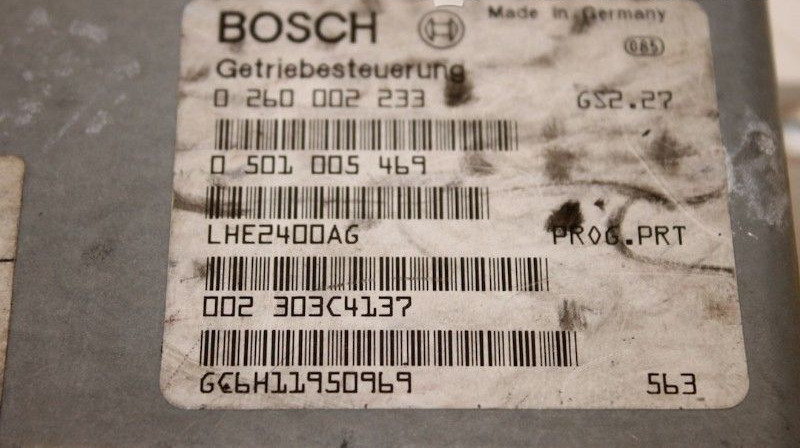 BOSCH Made in Germany
085
Getriebesteuerung
0 260 002 233 GS2.27
0 501 005 469
LHE2400AG PROG.PRT
002 303C4137
GC6H11950969 563